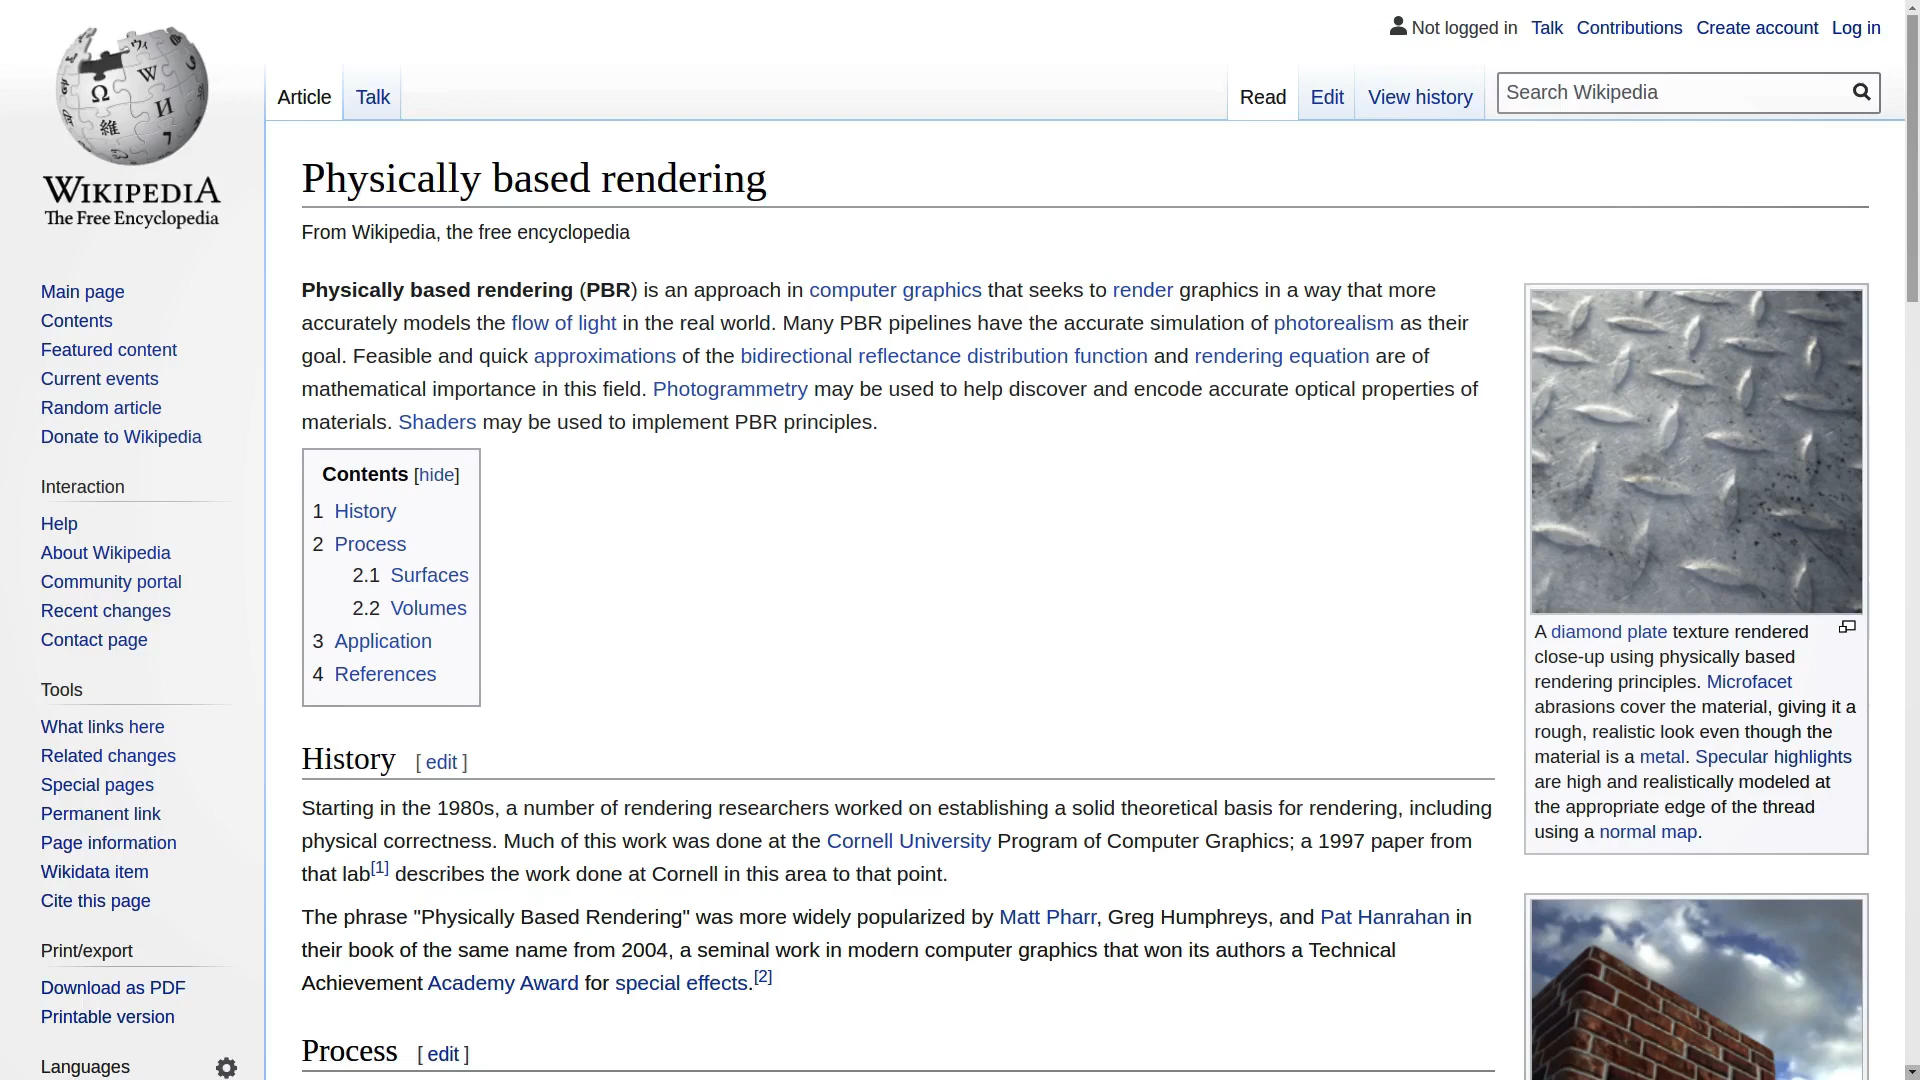 Not logged in Talk Contributions Create account Log in
Article Talk Read Edit View history Search Wikipedia
WIKIPEDIA
The Free Encyclopedia
Main page
Contents
Featured content
Current events
Random article
Donate to Wikipedia
Interaction
Help
About Wikipedia
Community portal
Recent changes
Contact page
Tools
What links here
Related changes
Special pages
Permanent link
Page information
Wikidata item
Cite this page
Print/export
Download as PDF
Printable version
Languages
Physically based rendering
From Wikipedia, the free encyclopedia
Physically based rendering (PBR) is an approach in computer graphics that seeks to render graphics in a way that more
accurately models the flow of light in the real world. Many PBR pipelines have the accurate simulation of photorealism as their
goal. Feasible and quick approximations of the bidirectional reflectance distribution function and rendering equation are of
mathematical importance in this field. Photogrammetry may be used to help discover and encode accurate optical properties of
materials. Shaders may be used to implement PBR principles.
Contents [hide]
1 History
2 Process
2.1 Surfaces
2.2 Volumes
3 Application
4 References
History [ edit ]
Starting in the 1980s, a number of rendering researchers worked on establishing a solid theoretical basis for rendering, including
physical correctness. Much of this work was done at the Cornell University Program of Computer Graphics; a 1997 paper from
that lab[1] describes the work done at Cornell in this area to that point.
The phrase "Physically Based Rendering" was more widely popularized by Matt Pharr, Greg Humphreys, and Pat Hanrahan in
their book of the same name from 2004, a seminal work in modern computer graphics that won its authors a Technical
Achievement Academy Award for special effects.[2]
Process [ edit ]
A diamond plate texture rendered
close-up using physically based
rendering principles. Microfacet
abrasions cover the material, giving it a
rough, realistic look even though the
material is a metal. Specular highlights
are high and realistically modeled at
the appropriate edge of the thread
using a normal map.